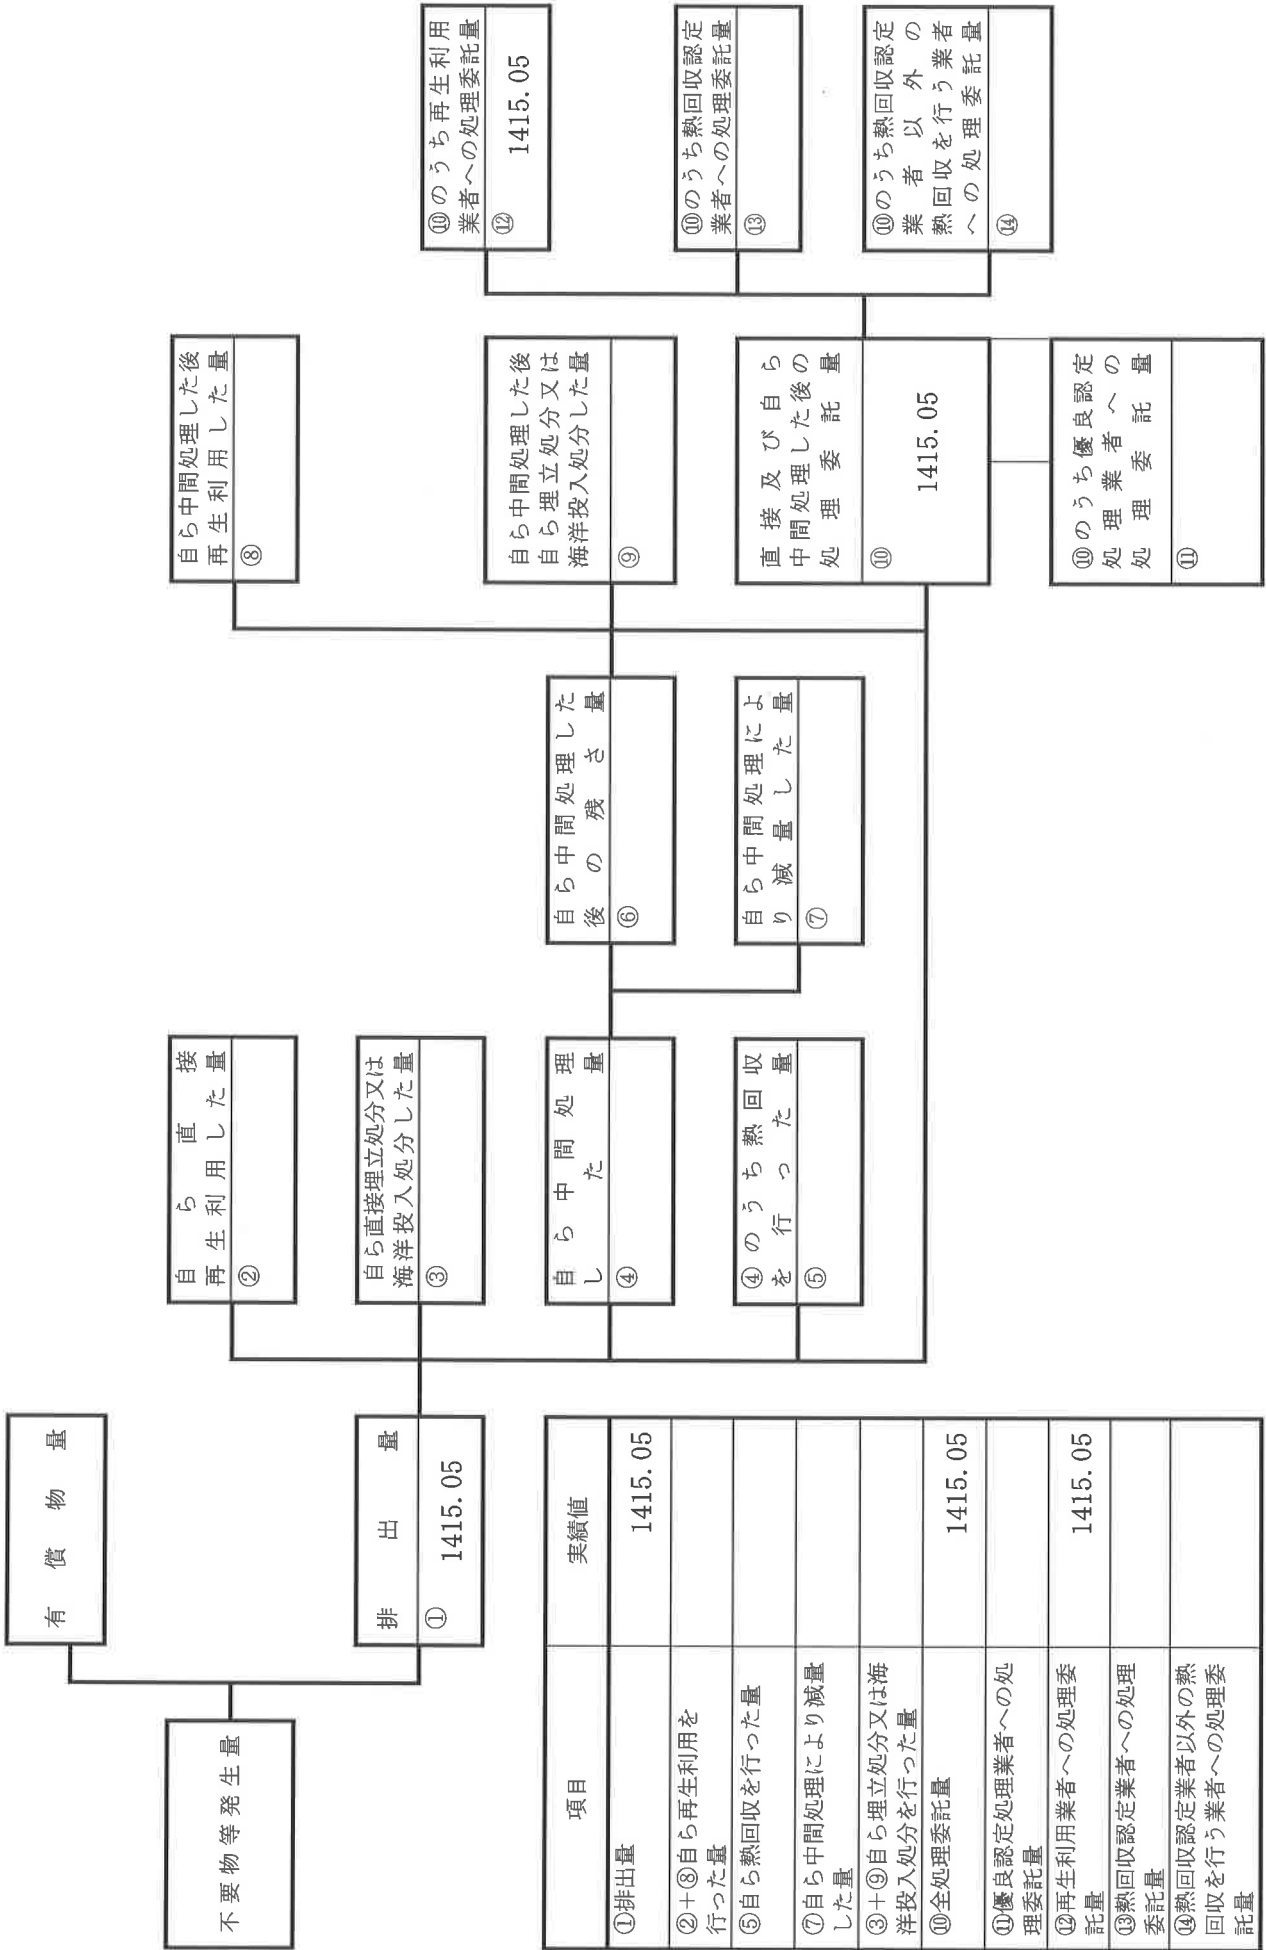 不要物等発生量
有償物量
排出量
①
1415.05
自ら直接
再生利用した量
②
自ら直接埋立処分又は
海洋投入処分した量
③
自ら中間処理
した量
④
④のうち熱回収
を行った量
⑤
自ら中間処理した
後の残さ量
⑥
自ら中間処理によ
り減量した量
⑦
自ら中間処理した後
再生利用した量
⑧
自ら中間処理した後
自ら埋立処分又は
海洋投入処分した量
⑨
直接及び自ら
中間処理した後の
処理委託量
⑩
1415.05
⑩のうち優良認定
処理業者への
処理委託量
⑪
⑩のうち再生利用
業者への処理委託量
⑫
1415.05
⑩のうち熱回収認定
業者への処理委託量
⑬
⑩のうち熱回収認定
業者以外の
熱回収を行う業者
への処理委託量
⑭
項目 実績値
①排出量 1415.05
②+⑧自ら再生利用を
行った量
⑤自ら熱回収を行った量
⑦自ら中間処理により減量
した量
③+⑨自ら埋立処分又は海
洋投入処分を行った量
⑩全処理委託量 1415.05
⑪優良認定処理業者への処
理委託量
⑫再生利用業者への処理委
託量 1415.05
⑬熱回収認定業者への処理
委託量
⑭熱回収認定業者以外の熱
回収を行う業者への処理委
託量